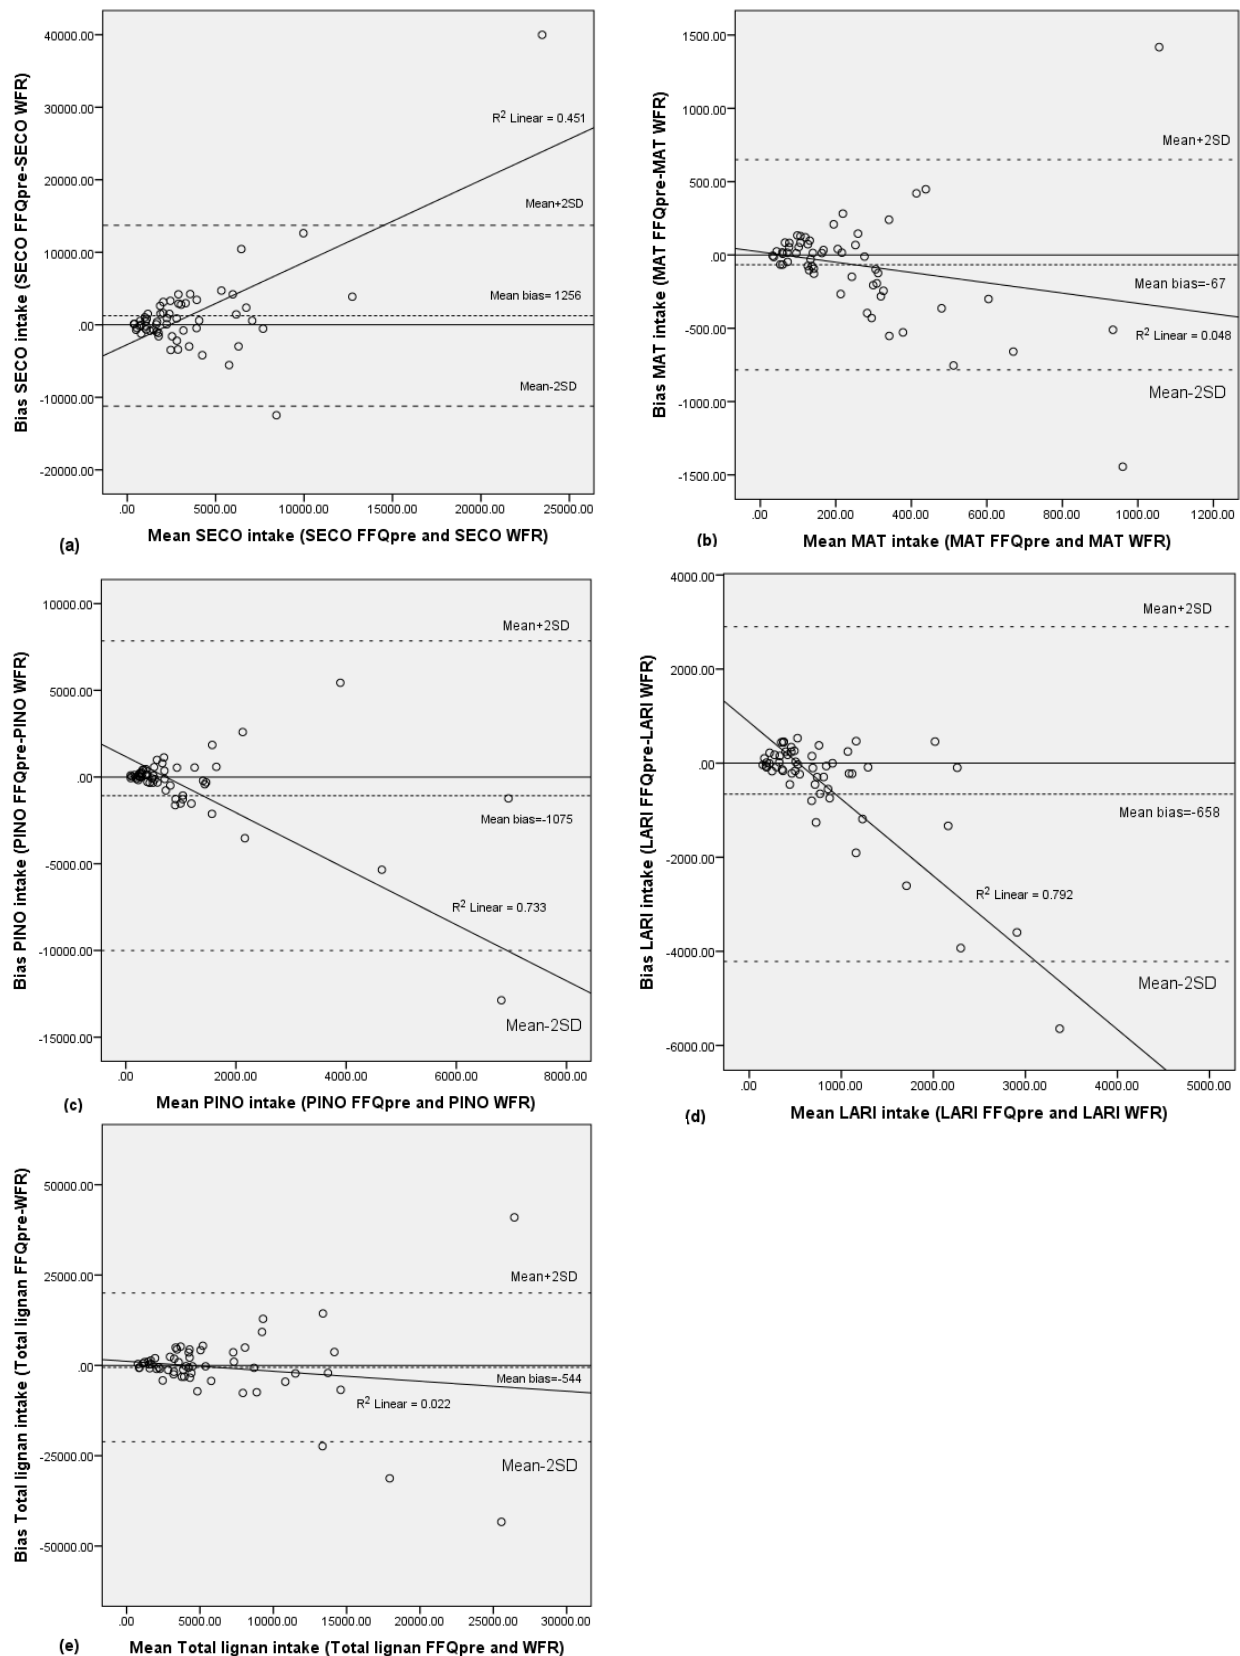 40000.00
30000.00
20000.00
10000.00
.00
-10000.00
-20000.00
Bias SECO intake (SECO FFQpre-SECO WFR)
R2 Linear = 0.451
Mean+2SD
Mean bias= 1256
Mean-2SD
.00 5000.00 10000.00 15000.00 20000.00 25000.00
Mean SECO intake (SECO FFQpre and SECO WFR)
(a)
1500.00
1000.00
500.00
.00
-500.00
-1000.00
-1500.00
Bias MAT intake (MAT FFQpre-MAT WFR)
Mean+2SD
Mean bias=-67
R2 Linear = 0.048
Mean-2SD
.00 200.00 400.00 600.00 800.00 1000.00 1200.00
Mean MAT intake (MAT FFQpre and MAT WFR)
(b)
10000.00
5000.00
.00
-5000.00
-10000.00
-15000.00
Bias PINO intake (PINO FFQpre-PINO WFR)
Mean+2SD
Mean bias=-1075
R2 Linear = 0.733
Mean-2SD
.00 2000.00 4000.00 6000.00 8000.00
Mean PINO intake (PINO FFQpre and PINO WFR)
(c)
4000.00
2000.00
.00
-2000.00
-4000.00
-6000.00
Bias LARI intake (LARI FFQpre-LARI WFR)
Mean+2SD
Mean bias=-658
R2 Linear = 0.792
Mean-2SD
.00 1000.00 2000.00 3000.00 4000.00 5000.00
Mean LARI intake (LARI FFQpre and LARI WFR)
(d)
50000.00
25000.00
.00
-25000.00
-50000.00
Bias Total lignan intake (Total lignan FFQpre-WFR)
Mean+2SD
Mean bias=-544
R2 Linear = 0.022
Mean-2SD
.00 5000.00 10000.00 15000.00 20000.00 25000.00 30000.00
Mean Total lignan intake (Total lignan FFQpre and WFR)
(e)